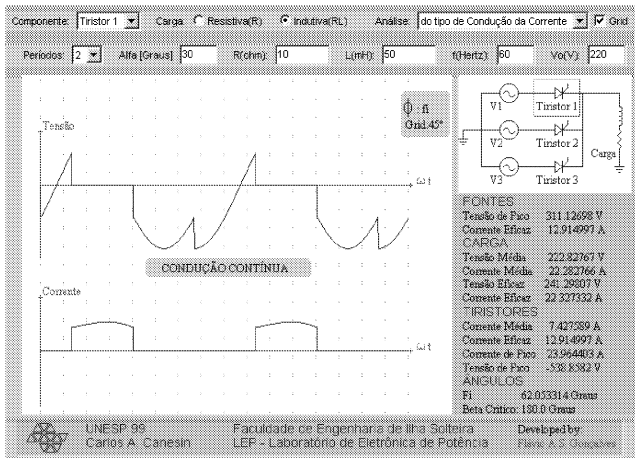 Componente: Tiristor 1 Carga: Resistiva(R) Indutiva(RL) Análise: do tipo de Condução da Corrente Grid
Períodos: 2 Alfa [Graus] 30 R(ohm): 10 L(mH): 50 f(Hertz): 60 Vo(V): 220
Φ : fi
Grid:45º
Tensão
ω t
CONDUÇÃO CONTÍNUA
Corrente
ω t
V1 Tiristor 1
V2 Tiristor 2
Carga
V3 Tiristor 3
FONTES
Tensão de Pico 311.12698 V
Corrente Eficaz 12.914997 A
CARGA
Tensão Média 222.82767 V
Corrente Média 22.282766 A
Tensão Eficaz 241.29807 V
Corrente Eficaz 22.327332 A
TIRISTORES
Corrente Média 7.427589 A
Corrente Eficaz 12.914997 A
Corrente de Pico 23.964403 A
Tensão de Pico -538.8582 V
ÂNGULOS
Fi 62.053314 Graus
Beta Crítico: 180.0 Graus
UNESP 99 Faculdade de Engenharia de Ilha Solteira Developed by:
Carlos A. Canesin LEP - Laboratório de Eletrônica de Potência Flávio A. S. Gonçalves